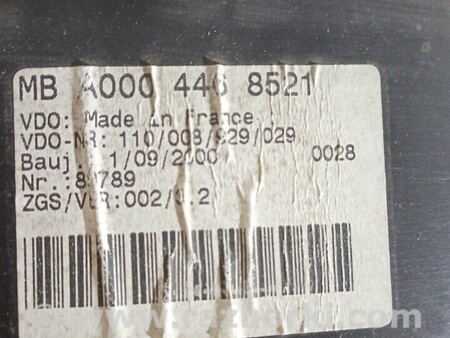 MB A000 446 8521
VDO: Made in France
VDO-NR: 110/008/929/029
Bauj.: 1/09/2000 0028
Nr.: 89789
ZGS/VER:002/3.2